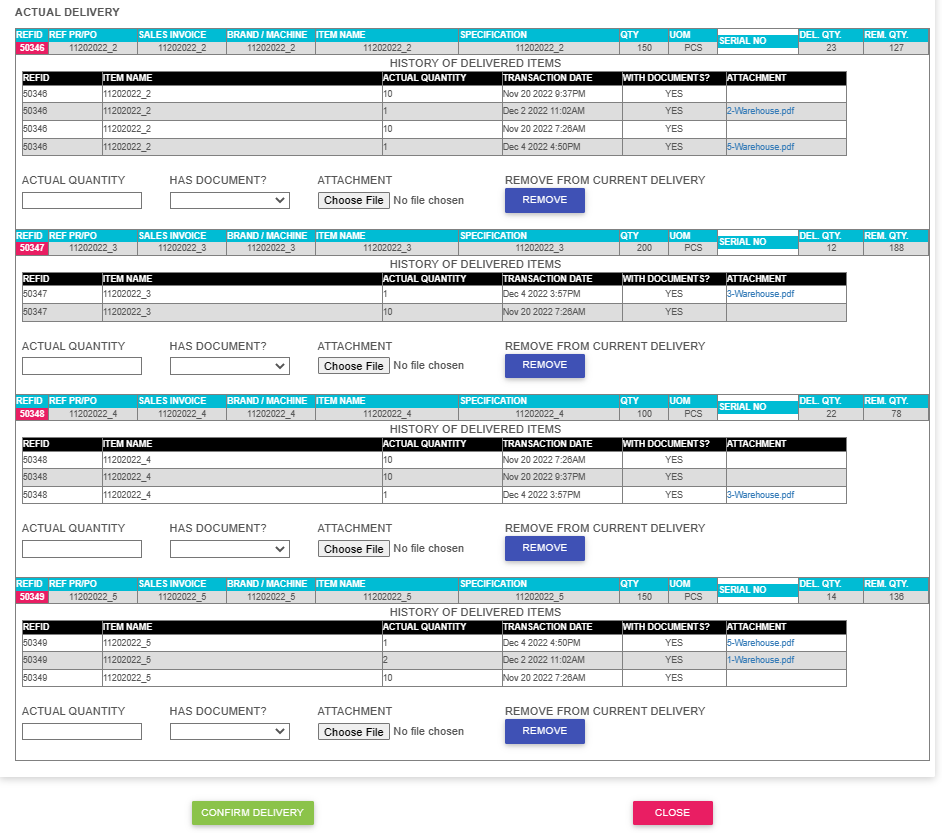 ACTUAL DELIVERY
REFID REF PR/PO SALES INVOICE BRAND / MACHINE ITEM NAME SPECIFICATION QTY UOM SERIAL NO DEL. QTY. REM. QTY.
50346 11202022_2 11202022_2 11202022_2 11202022_2 11202022_2 150 PCS 23 127
HISTORY OF DELIVERED ITEMS
REFID ITEM NAME ACTUAL QUANTITY TRANSACTION DATE WITH DOCUMENTS? ATTACHMENT
50346 11202022_2 10 Nov 20 2022 9:37PM YES
50346 11202022_2 1 Dec 2 2022 11:02AM YES 2-Warehouse.pdf
50346 11202022_2 10 Nov 20 2022 7:26AM YES
50346 11202022_2 1 Dec 4 2022 4:50PM YES 5-Warehouse.pdf
ACTUAL QUANTITY HAS DOCUMENT? ATTACHMENT REMOVE FROM CURRENT DELIVERY
Choose File No file chosen REMOVE
REFID REF PR/PO SALES INVOICE BRAND / MACHINE ITEM NAME SPECIFICATION QTY UOM SERIAL NO DEL. QTY. REM. QTY.
50347 11202022_3 11202022_3 11202022_3 11202022_3 11202022_3 200 PCS 12 188
HISTORY OF DELIVERED ITEMS
REFID ITEM NAME ACTUAL QUANTITY TRANSACTION DATE WITH DOCUMENTS? ATTACHMENT
50347 11202022_3 1 Dec 4 2022 3:57PM YES 3-Warehouse.pdf
50347 11202022_3 10 Nov 20 2022 7:26AM YES
ACTUAL QUANTITY HAS DOCUMENT? ATTACHMENT REMOVE FROM CURRENT DELIVERY
Choose File No file chosen REMOVE
REFID REF PR/PO SALES INVOICE BRAND / MACHINE ITEM NAME SPECIFICATION QTY UOM SERIAL NO DEL. QTY. REM. QTY.
50348 11202022_4 11202022_4 11202022_4 11202022_4 11202022_4 100 PCS 22 78
HISTORY OF DELIVERED ITEMS
REFID ITEM NAME ACTUAL QUANTITY TRANSACTION DATE WITH DOCUMENTS? ATTACHMENT
50348 11202022_4 10 Nov 20 2022 7:26AM YES
50348 11202022_4 10 Nov 20 2022 9:37PM YES
50348 11202022_4 1 Dec 4 2022 3:57PM YES 3-Warehouse.pdf
ACTUAL QUANTITY HAS DOCUMENT? ATTACHMENT REMOVE FROM CURRENT DELIVERY
Choose File No file chosen REMOVE
REFID REF PR/PO SALES INVOICE BRAND / MACHINE ITEM NAME SPECIFICATION QTY UOM SERIAL NO DEL. QTY. REM. QTY.
50349 11202022_5 11202022_5 11202022_5 11202022_5 11202022_5 150 PCS 14 136
HISTORY OF DELIVERED ITEMS
REFID ITEM NAME ACTUAL QUANTITY TRANSACTION DATE WITH DOCUMENTS? ATTACHMENT
50349 11202022_5 1 Dec 4 2022 4:50PM YES 5-Warehouse.pdf
50349 11202022_5 2 Dec 2 2022 11:02AM YES 1-Warehouse.pdf
50349 11202022_5 10 Nov 20 2022 7:26AM YES
ACTUAL QUANTITY HAS DOCUMENT? ATTACHMENT REMOVE FROM CURRENT DELIVERY
Choose File No file chosen REMOVE
CONFIRM DELIVERY CLOSE